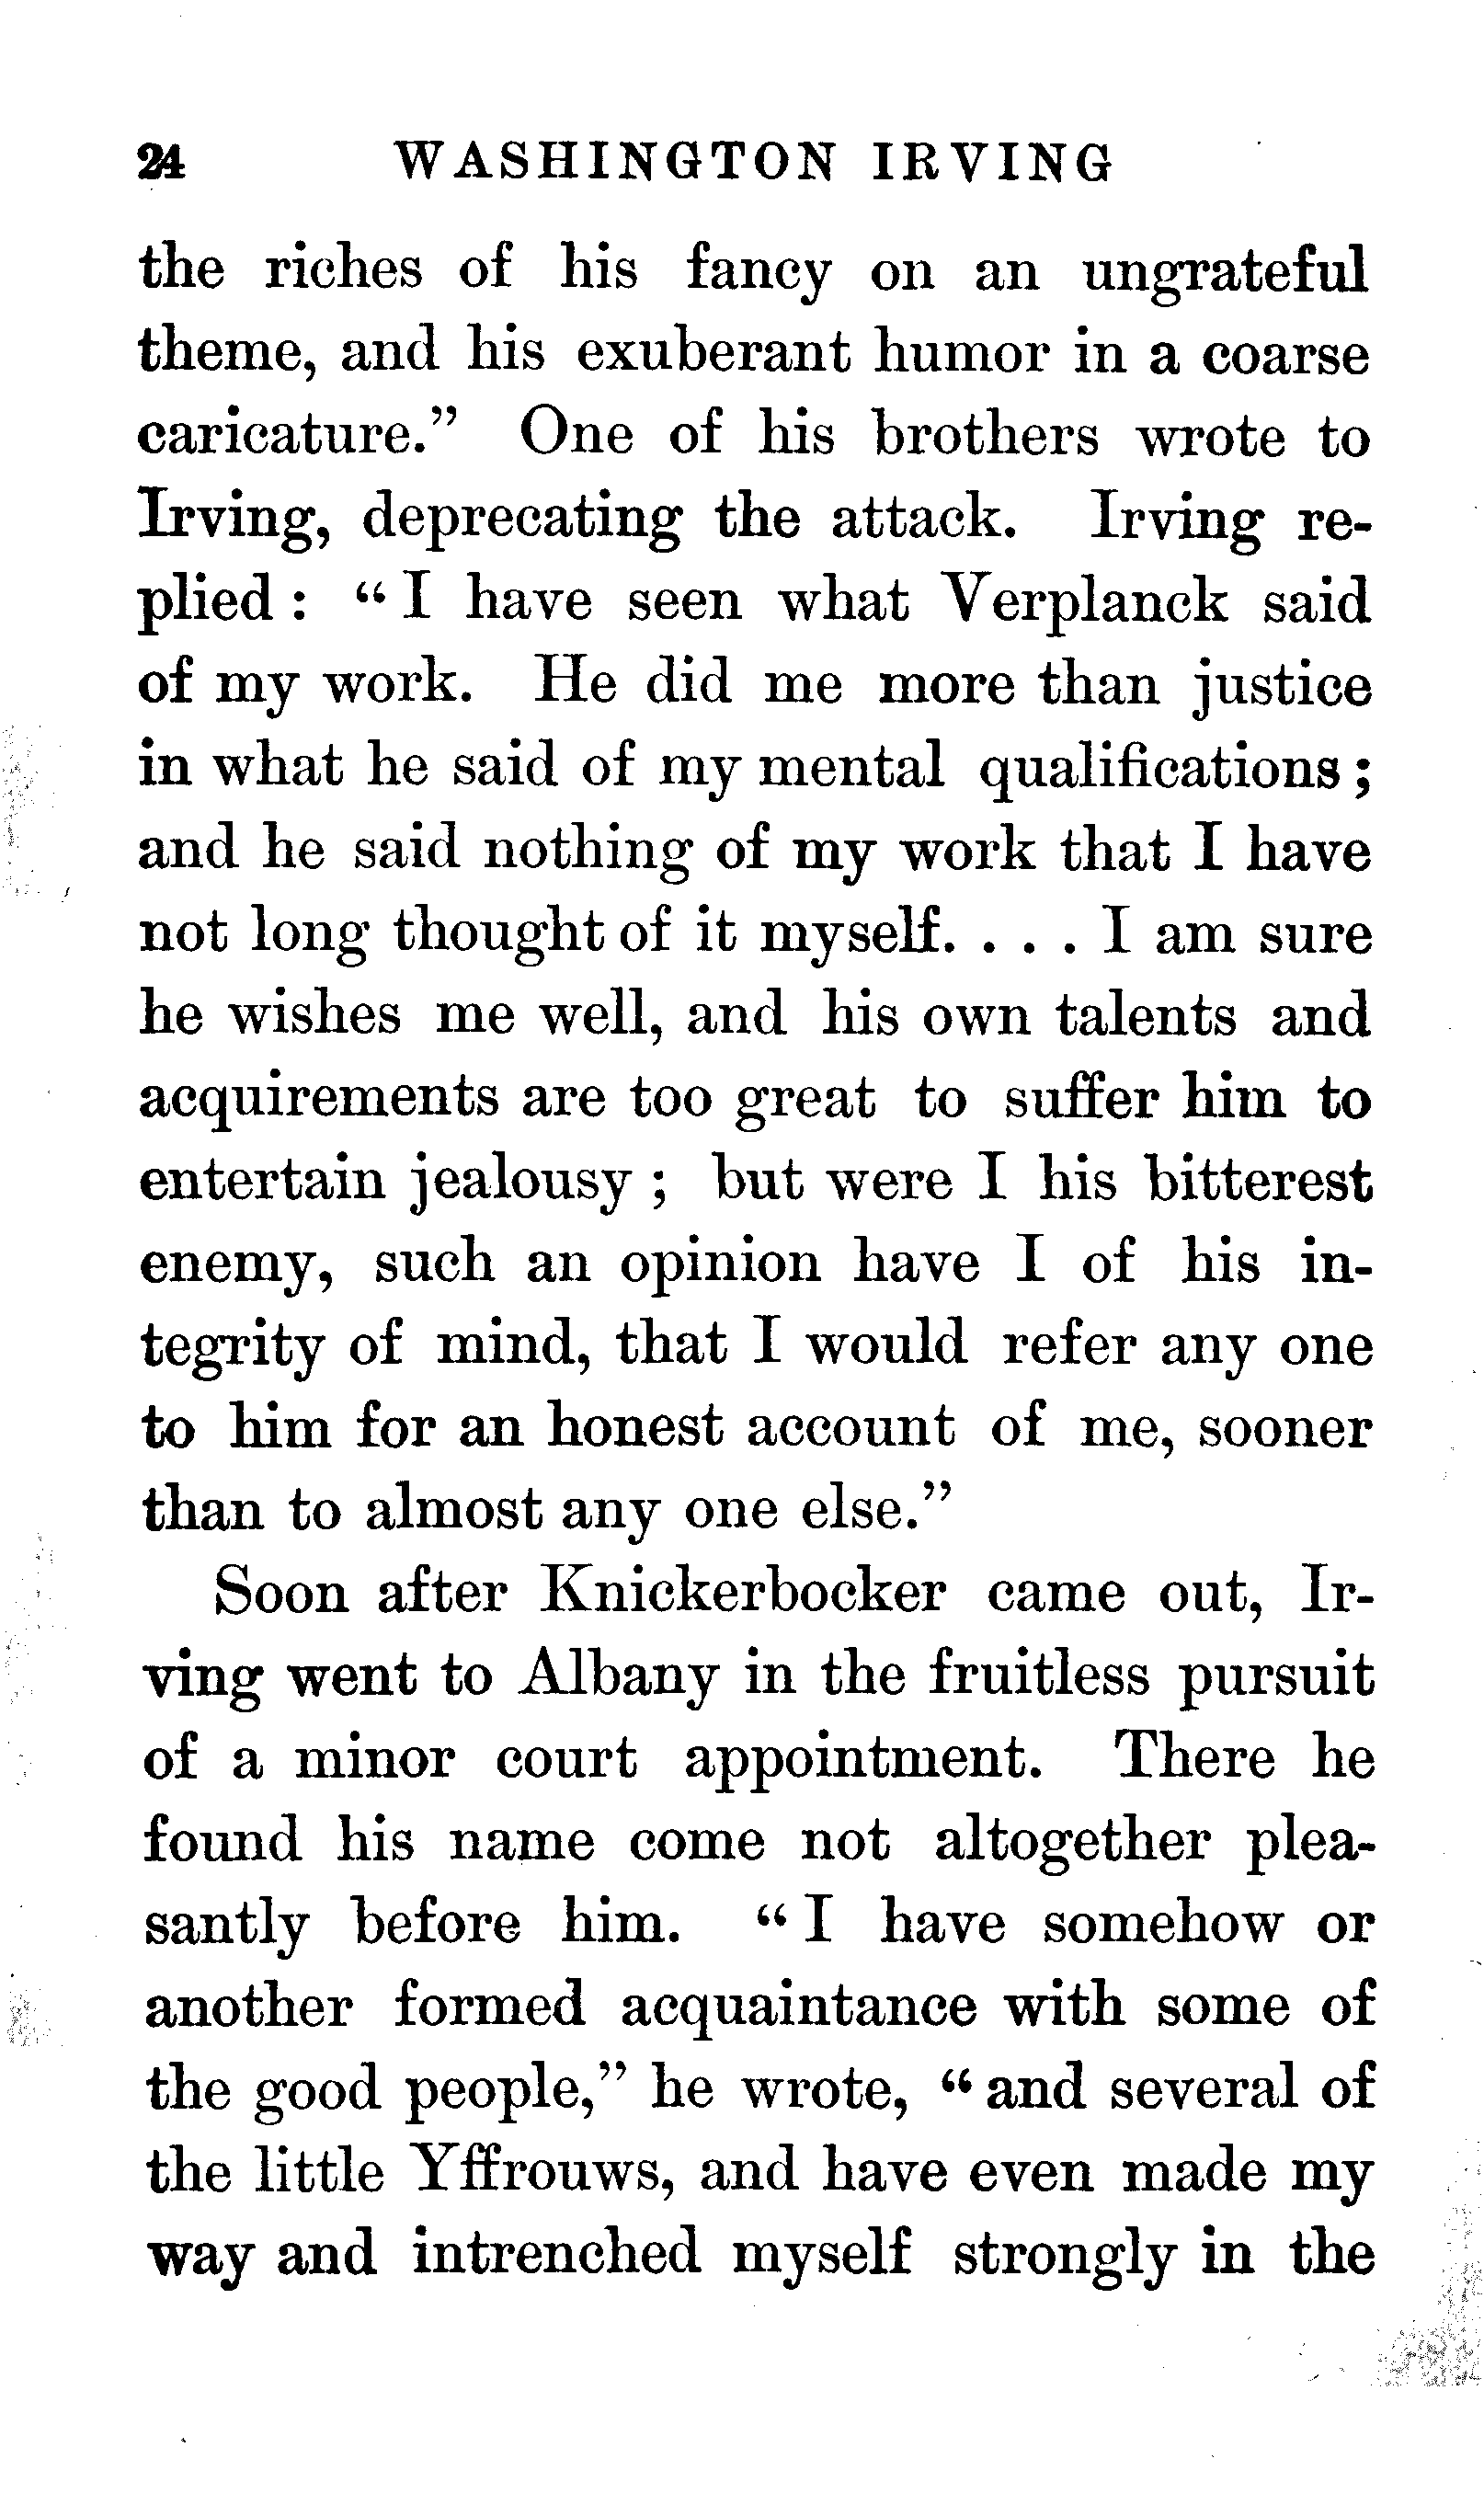 24 WASHINGTON IRVING
the riches of his fancy on an ungrateful
theme, and his exuberant humor in a coarse
caricature." One of his brothers wrote to
Irving, deprecating the attack. Irving re-
plied : "I have seen what Verplanck said
of my work. He did me more than justice
in what he said of my mental qualifications ;
and he said nothing of my work that I have
not long thought of it myself. . . . I am sure
he wishes me well, and his own talents and
acquirements are too great to suffer him to
entertain jealousy ; but were I his bitterest
enemy, such an opinion have I of his in-
tegrity of mind, that I would refer any one
to him for an honest account of me, sooner
than to almost any one else."
Soon after Knickerbocker came out, Ir-
ving went to Albany in the fruitless pursuit
of a minor court appointment. There he
found his name come not altogether plea-
santly before him. "I have somehow or
another formed acquaintance with some of
the good people," he wrote, "and several of
the little Yffrouws, and have even made my
way and intrenched myself strongly in the